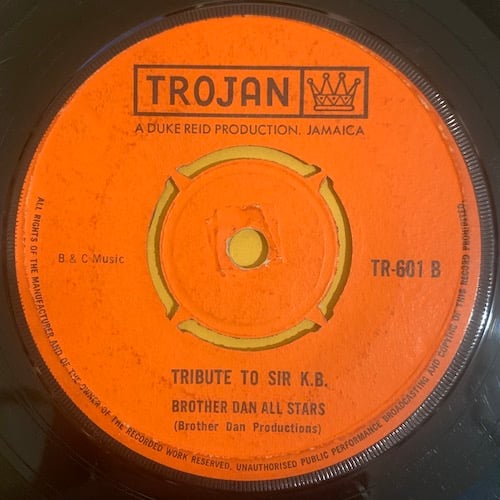 TROJAN
A DUKE REID PRODUCTION. JAMAICA
B & C Music
TR-601 B
TRIBUTE TO SIR K.B.
BROTHER DAN ALL STARS
(Brother Dan Productions)
ALL RIGHTS OF THE MANUFACTURER AND OF THE OWNER OF THE RECORDED WORK RESERVED. UNAUTHORISED PUBLIC PERFORMANCE BROADCASTING AND COPYING OF THIS RECORD PROHIBITED.